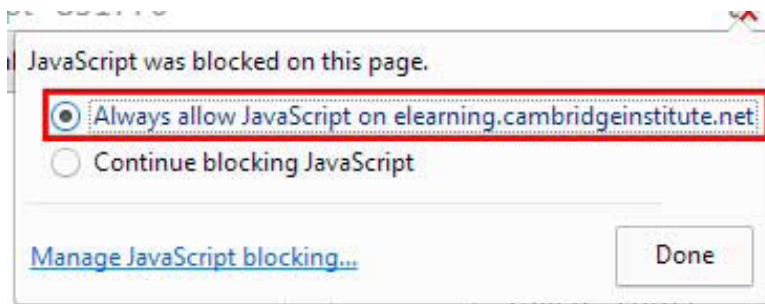 JavaScript was blocked on this page.
Always allow JavaScript on elearning.cambridgeinstitute.net
Continue blocking JavaScript
Manage JavaScript blocking...
Done